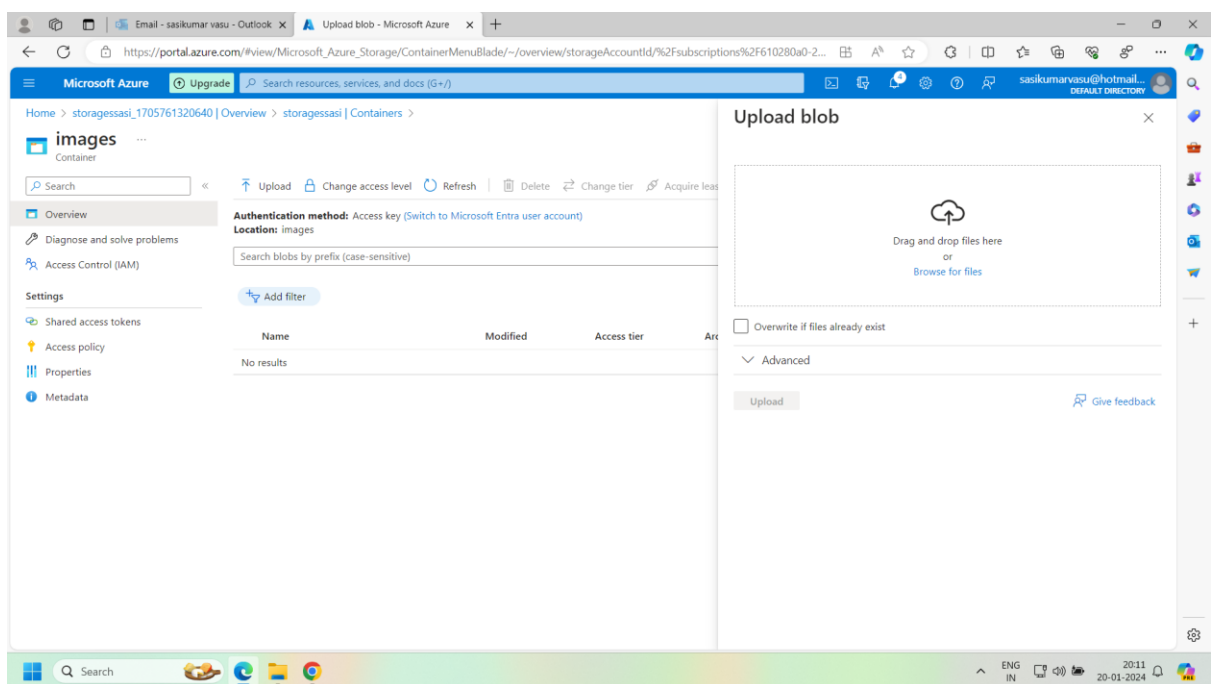 Email - sasikumar vasu - Outlook
Upload blob - Microsoft Azure
https://portal.azure.com/#view/Microsoft_Azure_Storage/ContainerMenuBlade/~/overview/storageAccountId/%2Fsubscriptions%2F610280a0-2...
Microsoft Azure
Upgrade
Search resources, services, and docs (G+/)
4
sasikumarvasu@hotmail...
DEFAULT DIRECTORY
Home > storagessasi_1705761320640 | Overview > storagessasi | Containers >
images ...
Container
Search
«
Overview
Diagnose and solve problems
Access Control (IAM)
Settings
Shared access tokens
Access policy
Properties
Metadata
Upload Change access level Refresh Delete Change tier Acquire leas
Authentication method: Access key (Switch to Microsoft Entra user account)
Location: images
Search blobs by prefix (case-sensitive)
Add filter
Name Modified Access tier Arc
No results
Upload blob
Drag and drop files here
or
Browse for files
Overwrite if files already exist
Advanced
Upload
Give feedback
Search
ENG
IN
20:11
20-01-2024
PRE